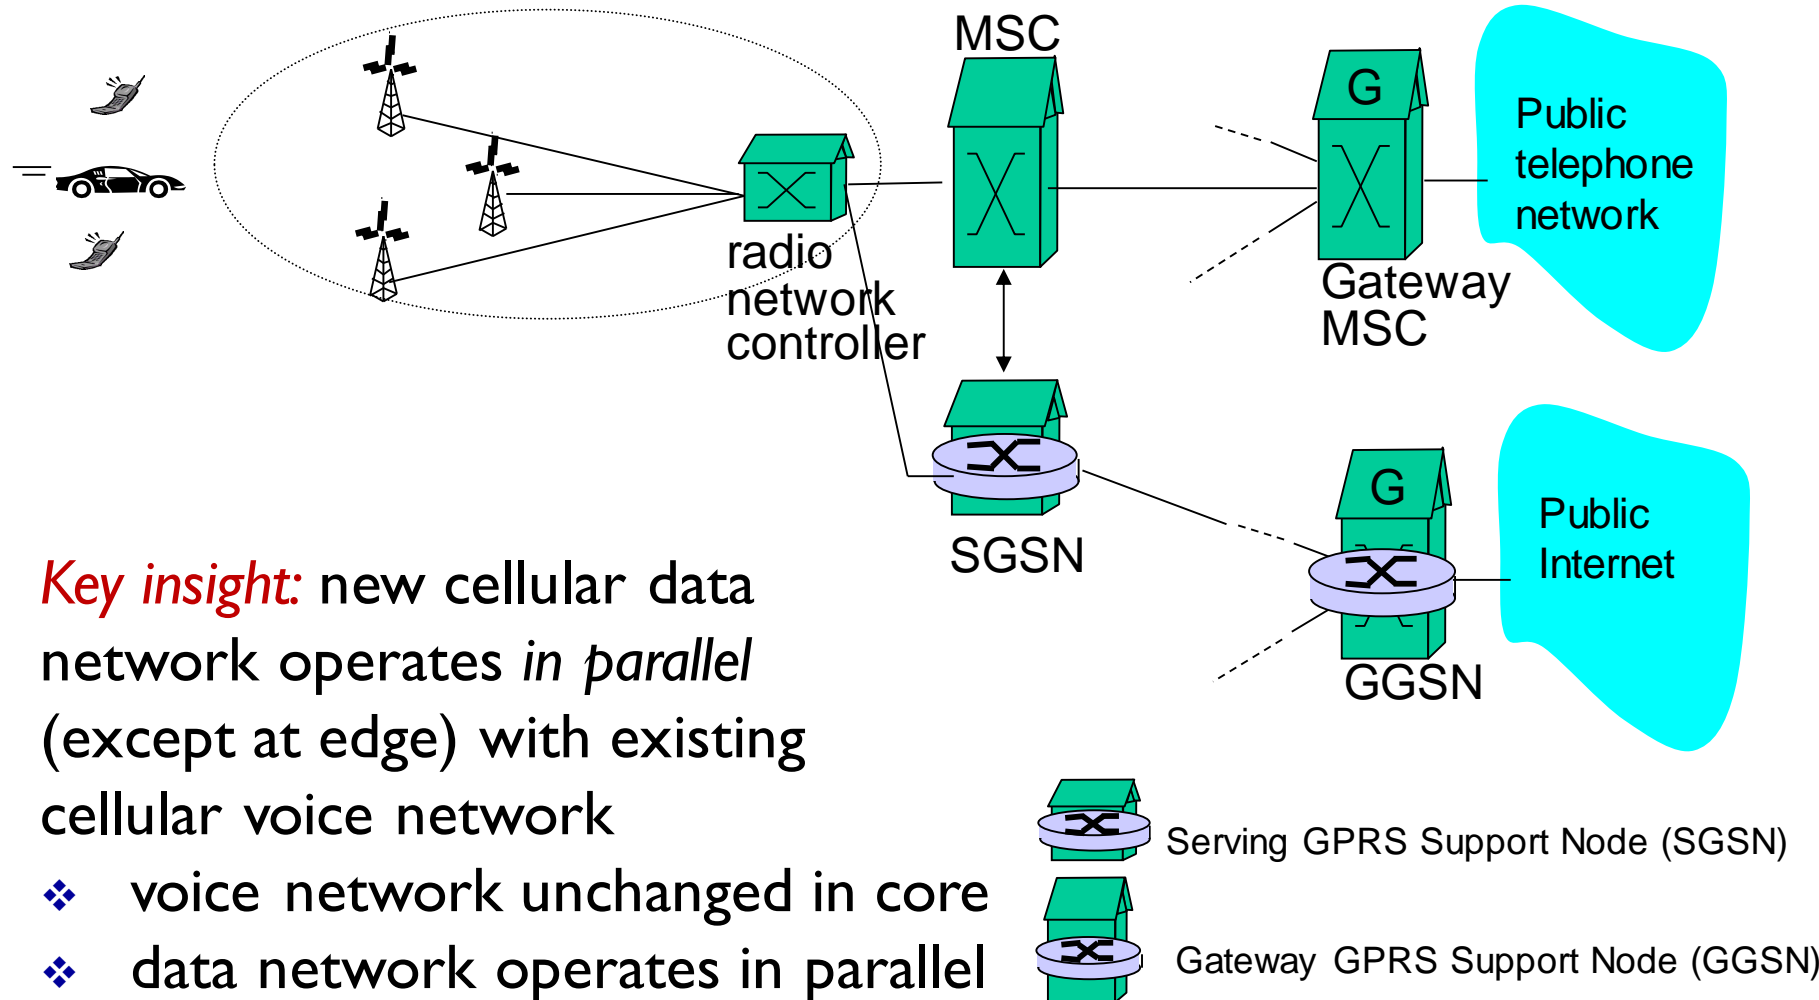 MSC
G
Public
telephone
network
radio
network
controller
Gateway
MSC
SGSN
G
Public
Internet
GGSN
Key insight: new cellular data
network operates in parallel
(except at edge) with existing
cellular voice network
❖ voice network unchanged in core
❖ data network operates in parallel
Serving GPRS Support Node (SGSN)
Gateway GPRS Support Node (GGSN)